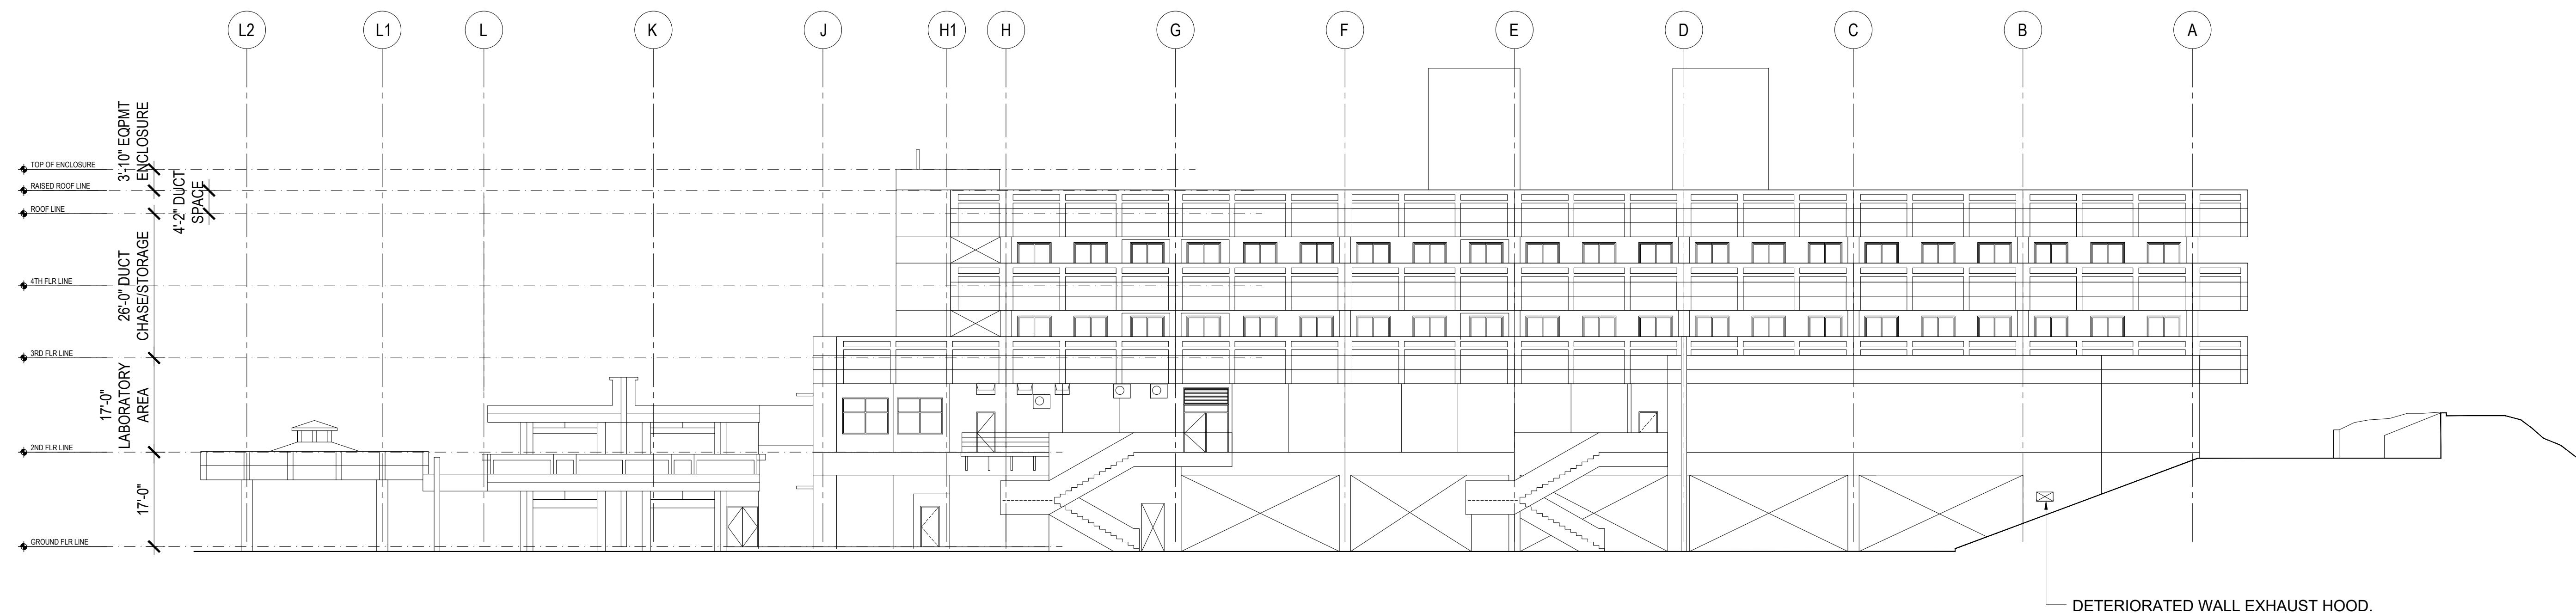 L2
L1
L
K
J
H1
H
G
F
E
D
C
B
A
TOP OF ENCLOSURE
RAISED ROOF LINE
ROOF LINE
4TH FLR LINE
3RD FLR LINE
2ND FLR LINE
GROUND FLR LINE
3'-10" EQPMT
ENCLOSURE
4'-2" DUCT
SPACE
26'-0" DUCT
CHASE/STORAGE
17'-0"
LABORATORY
AREA
17'-0"
DETERIORATED WALL EXHAUST HOOD.